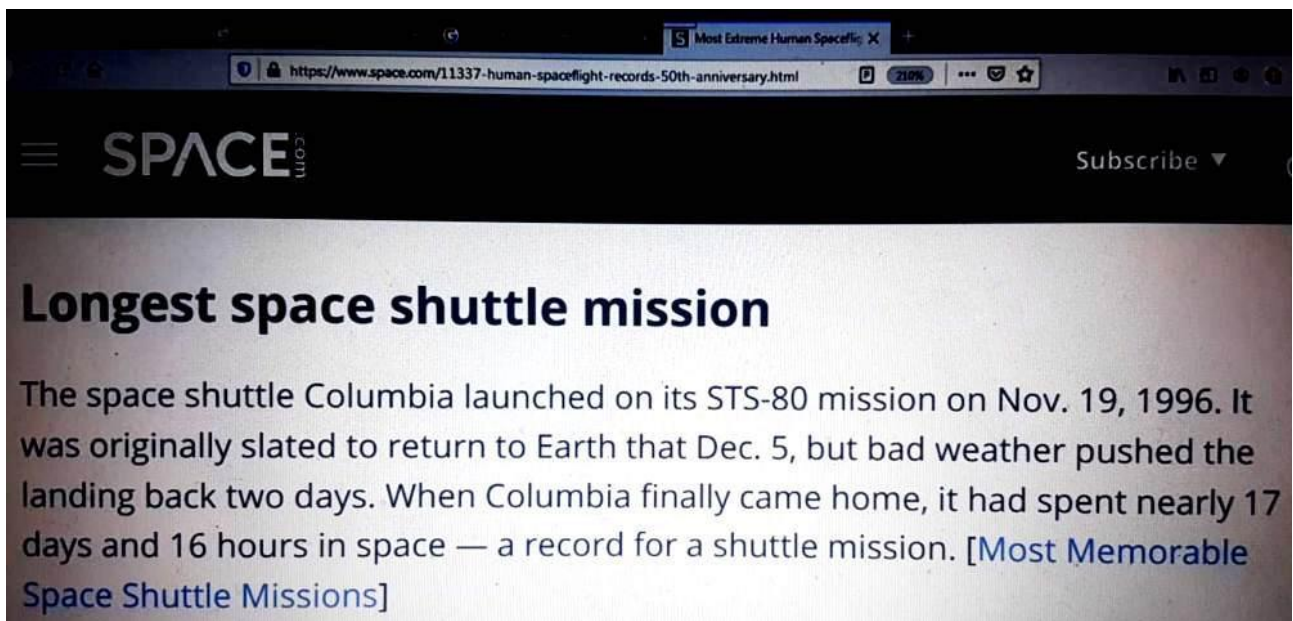 S Most Extreme Human Spaceflig X +
https://www.space.com/11337-human-spaceflight-records-50th-anniversary.html 210% ...
SPACE.com Subscribe
Longest space shuttle mission
The space shuttle Columbia launched on its STS-80 mission on Nov. 19, 1996. It
was originally slated to return to Earth that Dec. 5, but bad weather pushed the
landing back two days. When Columbia finally came home, it had spent nearly 17
days and 16 hours in space — a record for a shuttle mission. [Most Memorable
Space Shuttle Missions]